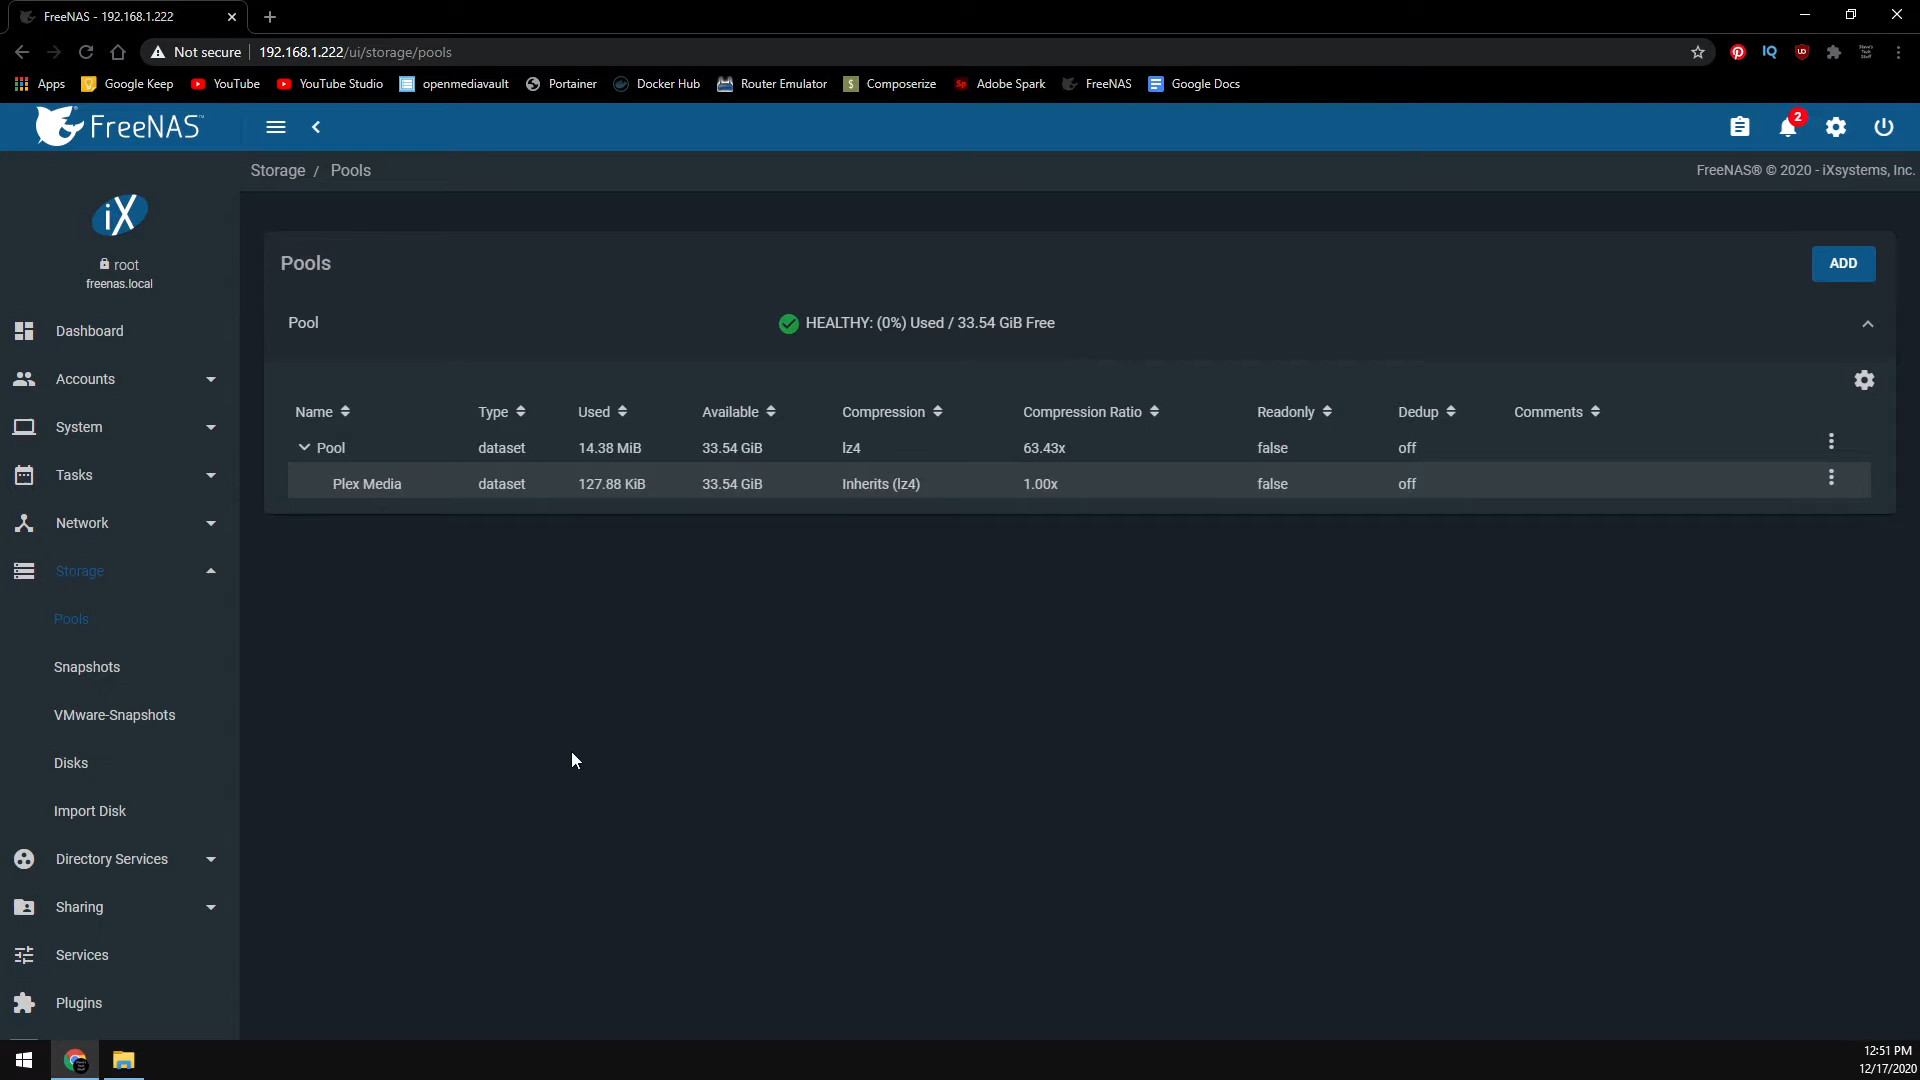 FreeNAS - 192.168.1.222
Not secure 192.168.1.222/ui/storage/pools
Apps Google Keep YouTube YouTube Studio openmediavault Portainer Docker Hub Router Emulator Composerize Adobe Spark FreeNAS Google Docs
FreeNAS™ 2
Storage / Pools FreeNAS® © 2020 - iXsystems, Inc.
iX
root
freenas.local
Dashboard
Accounts
System
Tasks
Network
Storage
Pools
Snapshots
VMware-Snapshots
Disks
Import Disk
Directory Services
Sharing
Services
Plugins
Pools ADD
Pool HEALTHY: (0%) Used / 33.54 GiB Free
Name Type Used Available Compression Compression Ratio Readonly Dedup Comments
Pool dataset 14.38 MiB 33.54 GiB lz4 63.43x false off
Plex Media dataset 127.88 KiB 33.54 GiB Inherits (lz4) 1.00x false off
12:51 PM
12/17/2020